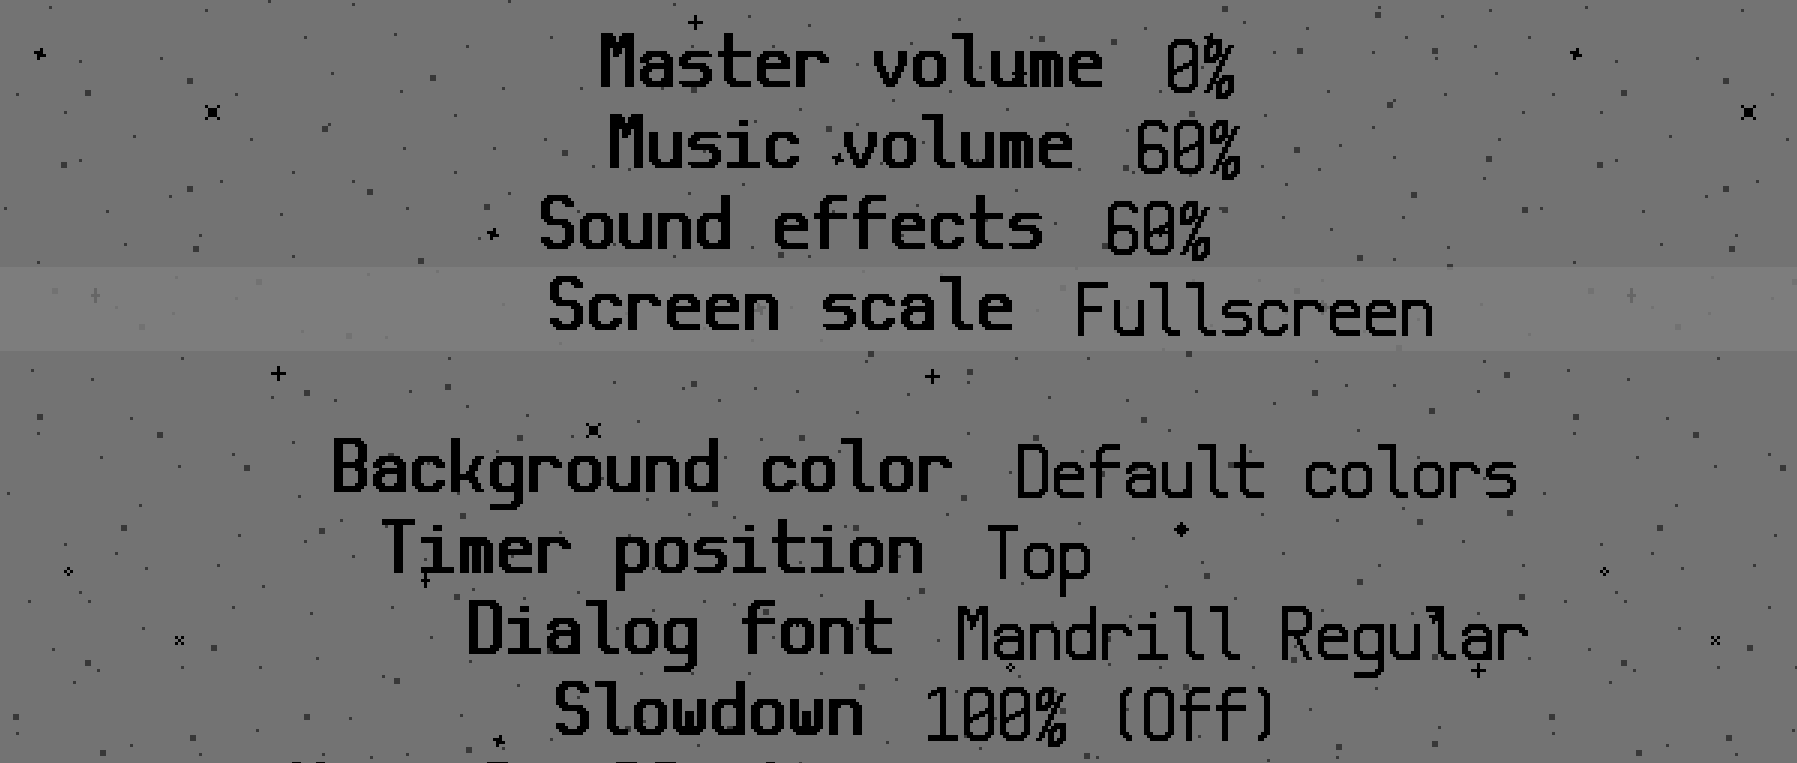 Master volume 0%
Music volume 60%
Sound effects 60%
Screen scale Fullscreen
Background color Default colors
Timer position Top
Dialog font Mandrill Regular
Slowdown 100% (Off)